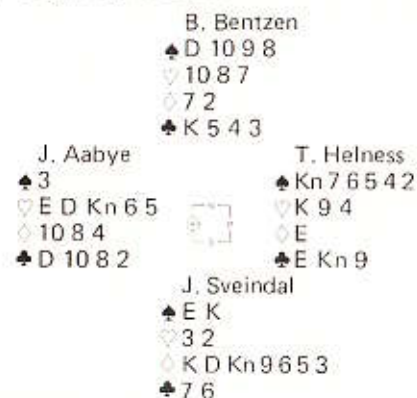 B. Bentzen
♠ D 10 9 8
♡ 10 8 7
♢ 7 2
♣ K 5 4 3
J. Aabye
♠ 3
♡ E D Kn 6 5
♢ 10 8 4
♣ D 10 8 2
T. Helness
♠ Kn 7 6 5 4 2
♡ K 9 4
♢ E
♣ E Kn 9
J. Sveindal
♠ E K
♡ 3 2
♢ K D Kn 9 6 5 3
♣ 7 6